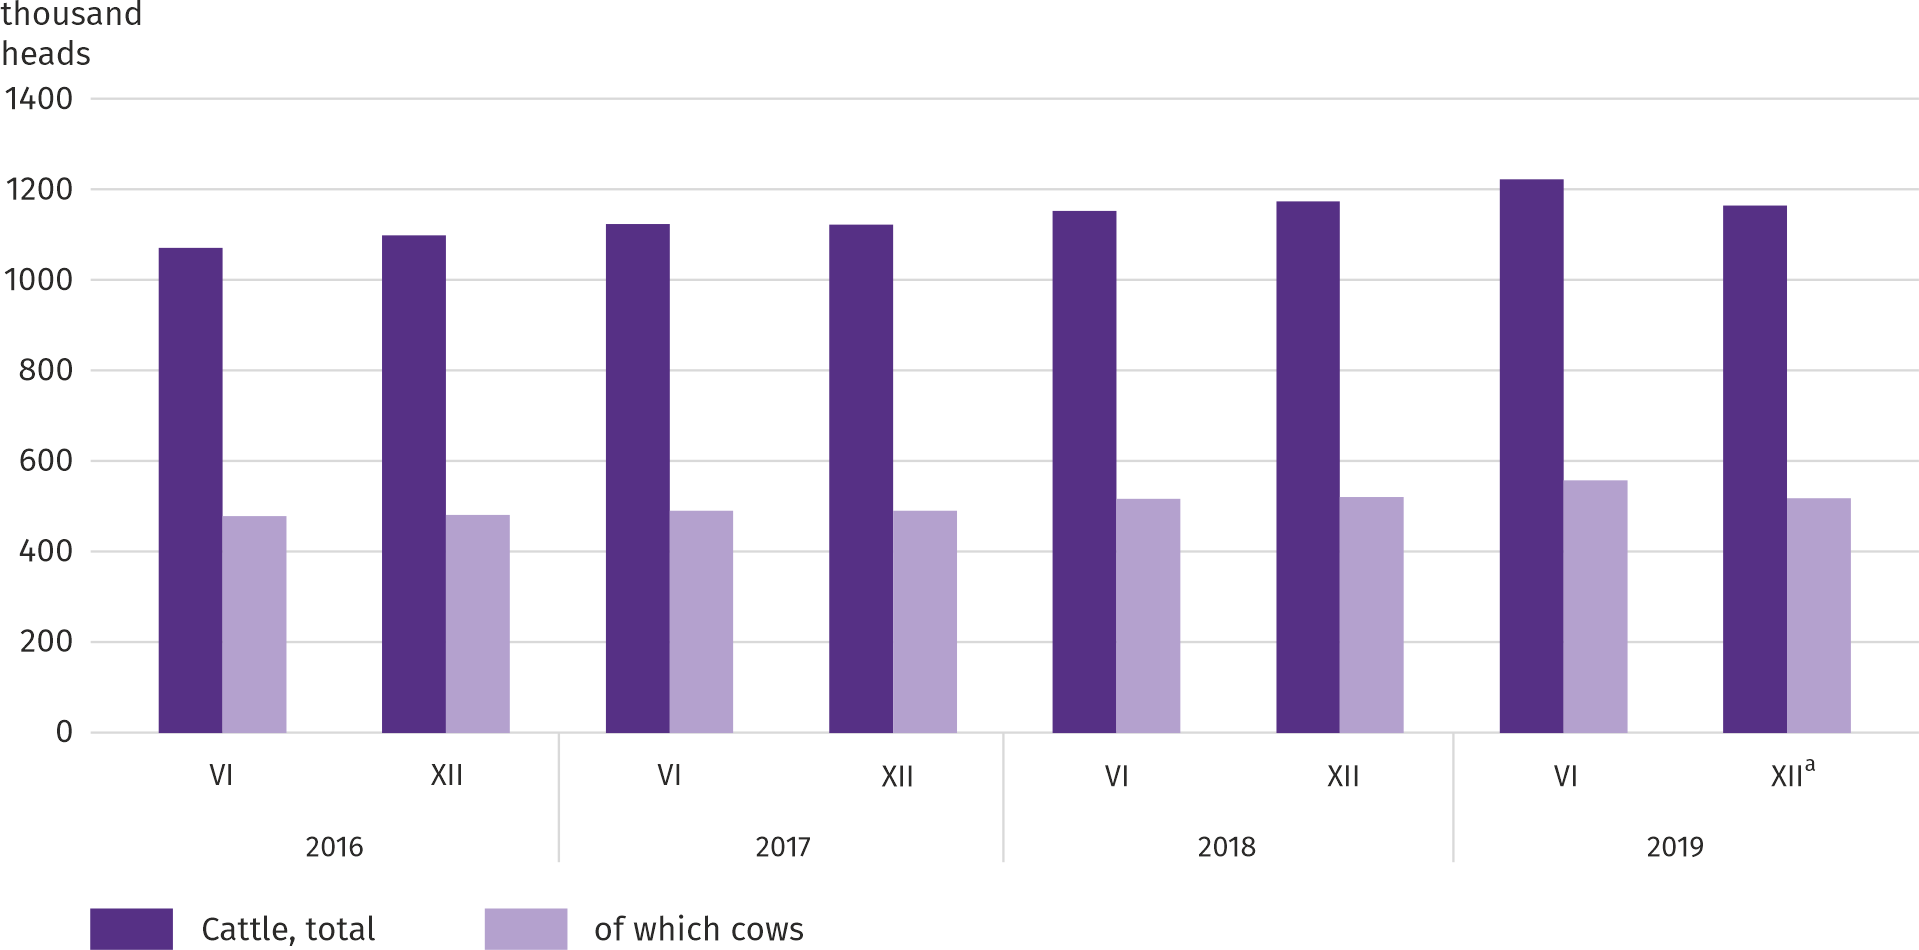 thousand
heads
1400
1200
1000
800
600
400
200
0
VI XII VI XII VI XII VI XIIᵃ
2016 2017 2018 2019
Cattle, total of which cows